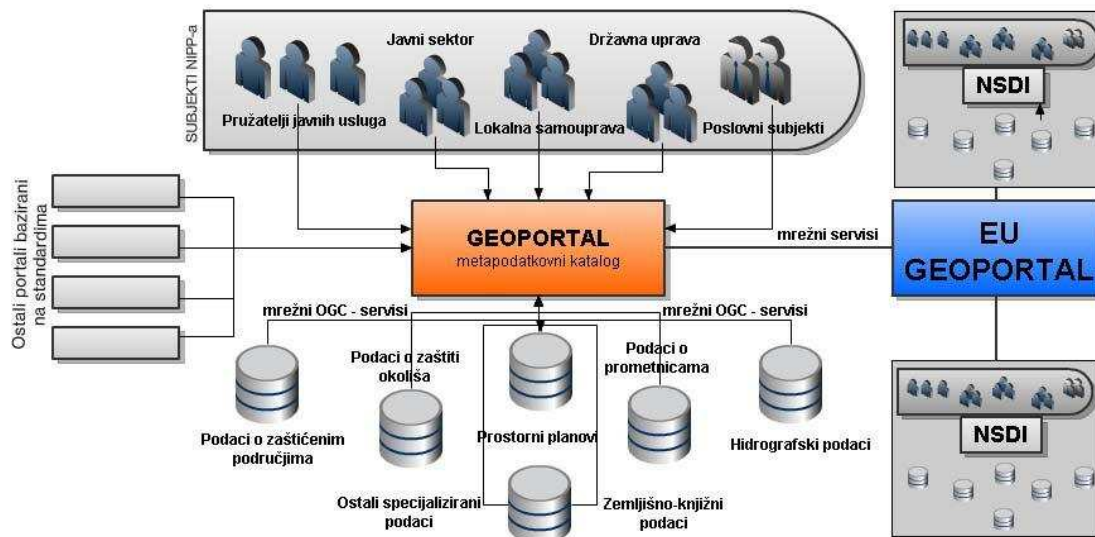 SUBJEKTI NIPP-a
Javni sektor
Državna uprava
Pružatelji javnih usluga
Lokalna samouprava
Poslovni subjekti
NSDI
Ostali portali bazirani
na standardima
GEOPORTAL
metapodatkovni katalog
mrežni servisi
EU
GEOPORTAL
mrežni OGC - servisi
mrežni OGC - servisi
Podaci o zaštiti
okoliša
Podaci o
prometnicama
Podaci o zaštićenim
područjima
Prostorni planovi
Hidrografski podaci
Ostali specijalizirani
podaci
Zemljišno-knjižni
podaci
NSDI